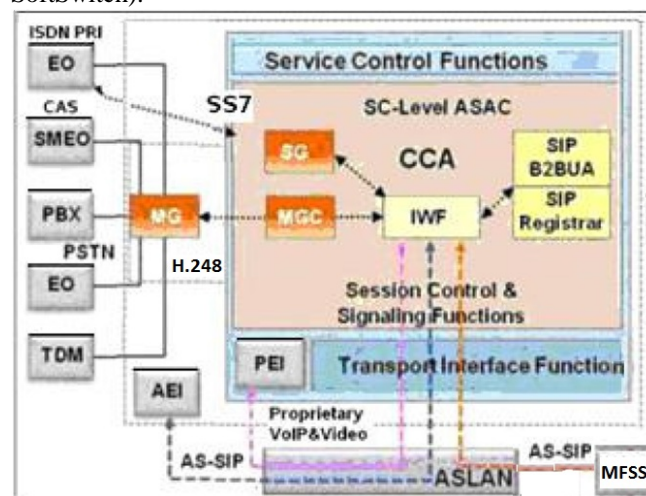 SoftSwitch).
ISDN PRI
EO
CAS
SMEO
PBX
PSTN
EO
TDM
MG
H.248
SS7
Service Control Functions
SC-Level ASAC
SG
CCA
MGC
IWF
SIP
B2BUA
SIP
Registrar
Session Control &
Signaling Functions
PEI
Transport Interface Function
AEI
Proprietary
VoIP&Video
AS-SIP
ASLAN
AS-SIP
MFSS